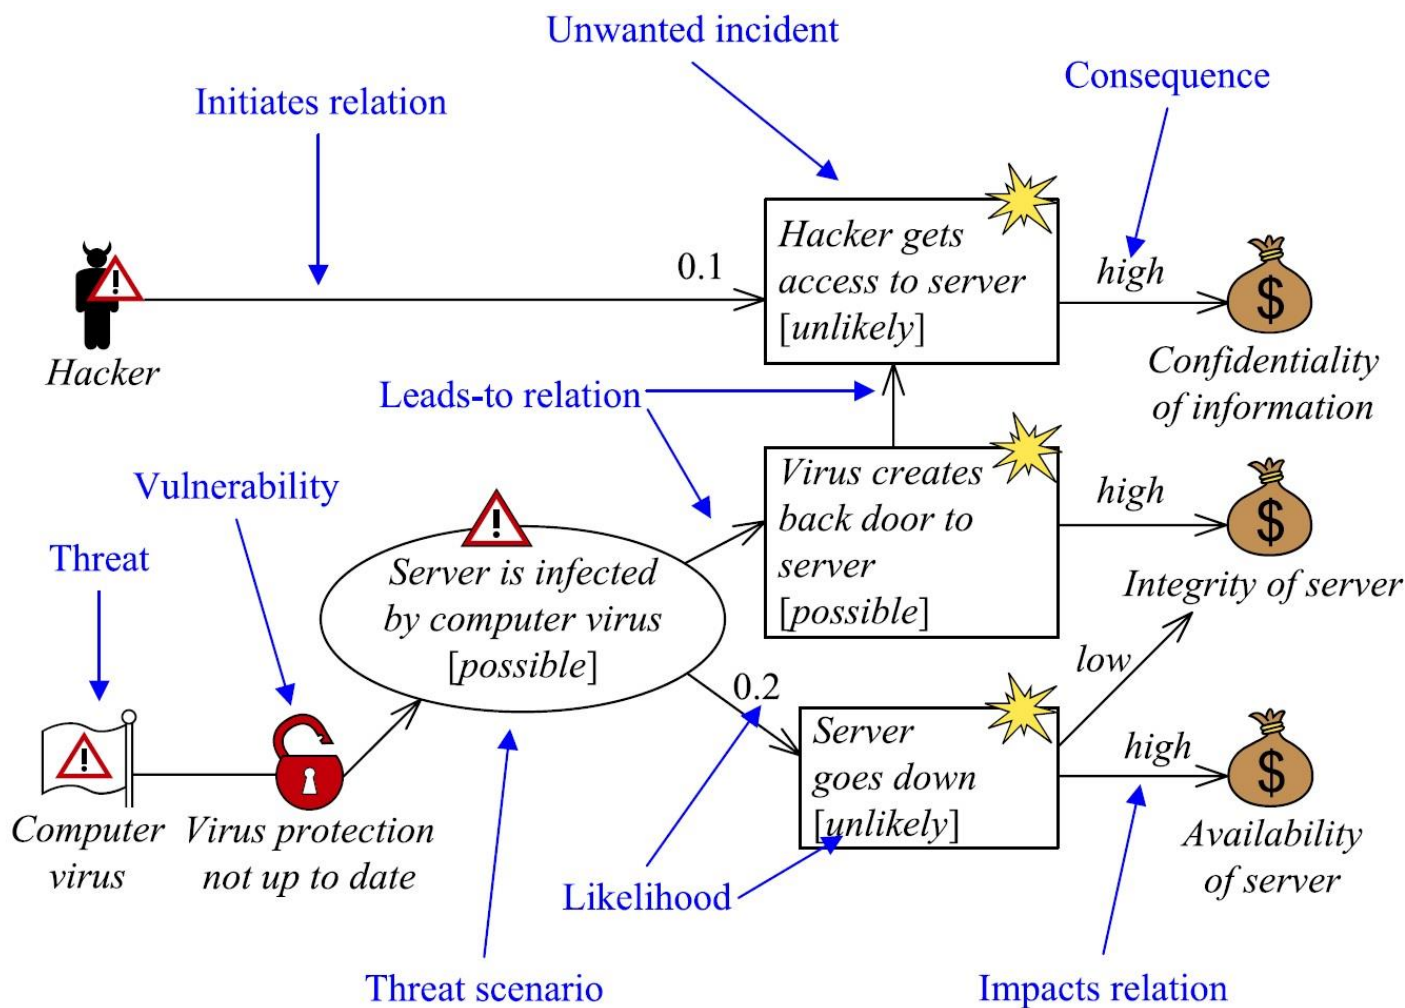 Unwanted incident
Consequence
Initiates relation
Hacker gets
access to server
[unlikely]
0.1
high
Hacker
Confidentiality
of information
Leads-to relation
Vulnerability
Virus creates
back door to
server
[possible]
high
Threat
Server is infected
by computer virus
[possible]
Integrity of server
low
0.2
Server
goes down
[unlikely]
high
Computer
virus
Virus protection
not up to date
Availability
of server
Likelihood
Threat scenario
Impacts relation